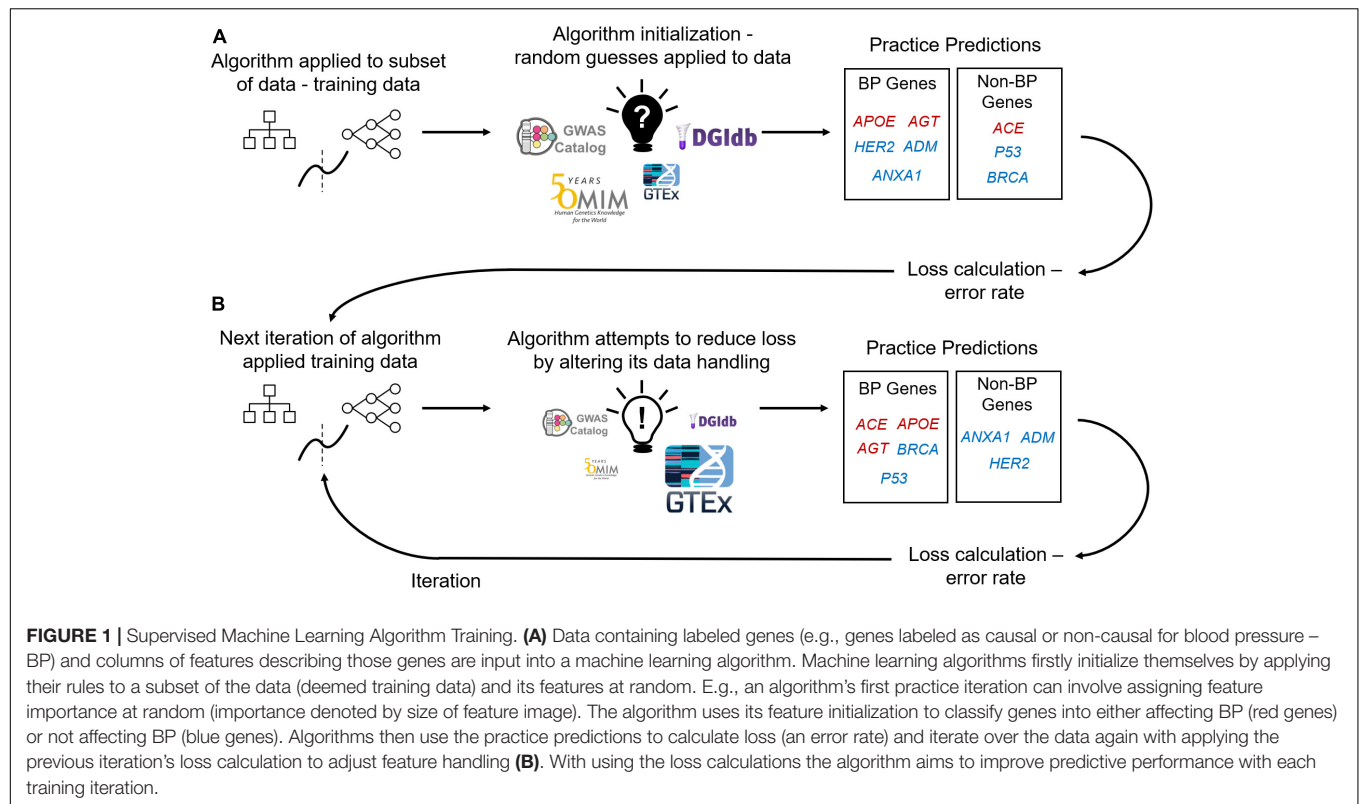 A
Algorithm applied to subset
of data - training data
Algorithm initialization -
random guesses applied to data
?
GWAS
Catalog
DGIdb
50 YEARS
OMIM
Human Genetics Knowledge
for the World
GTEx
Practice Predictions
BP Genes
APOE AGT
HER2 ADM
ANXA1
Non-BP
Genes
ACE
P53
BRCA
Loss calculation –
error rate
B
Next iteration of algorithm
applied training data
Algorithm attempts to reduce loss
by altering its data handling
!
GWAS
Catalog
DGIdb
50 YEARS
OMIM
GTEx
Practice Predictions
BP Genes
ACE APOE
AGT BRCA
P53
Non-BP
Genes
ANXA1 ADM
HER2
Loss calculation –
error rate
Iteration
FIGURE 1 | Supervised Machine Learning Algorithm Training. (A) Data containing labeled genes (e.g., genes labeled as causal or non-causal for blood pressure –
BP) and columns of features describing those genes are input into a machine learning algorithm. Machine learning algorithms firstly initialize themselves by applying
their rules to a subset of the data (deemed training data) and its features at random. E.g., an algorithm's first practice iteration can involve assigning feature
importance at random (importance denoted by size of feature image). The algorithm uses its feature initialization to classify genes into either affecting BP (red genes)
or not affecting BP (blue genes). Algorithms then use the practice predictions to calculate loss (an error rate) and iterate over the data again with applying the
previous iteration's loss calculation to adjust feature handling (B). With using the loss calculations the algorithm aims to improve predictive performance with each
training iteration.